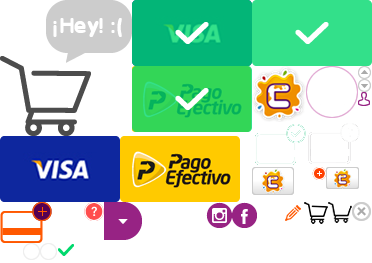 ¡Hey! :(
VISA
Pago
Efectivo
C
VISA
Pago
Efectivo
C
C
?
f